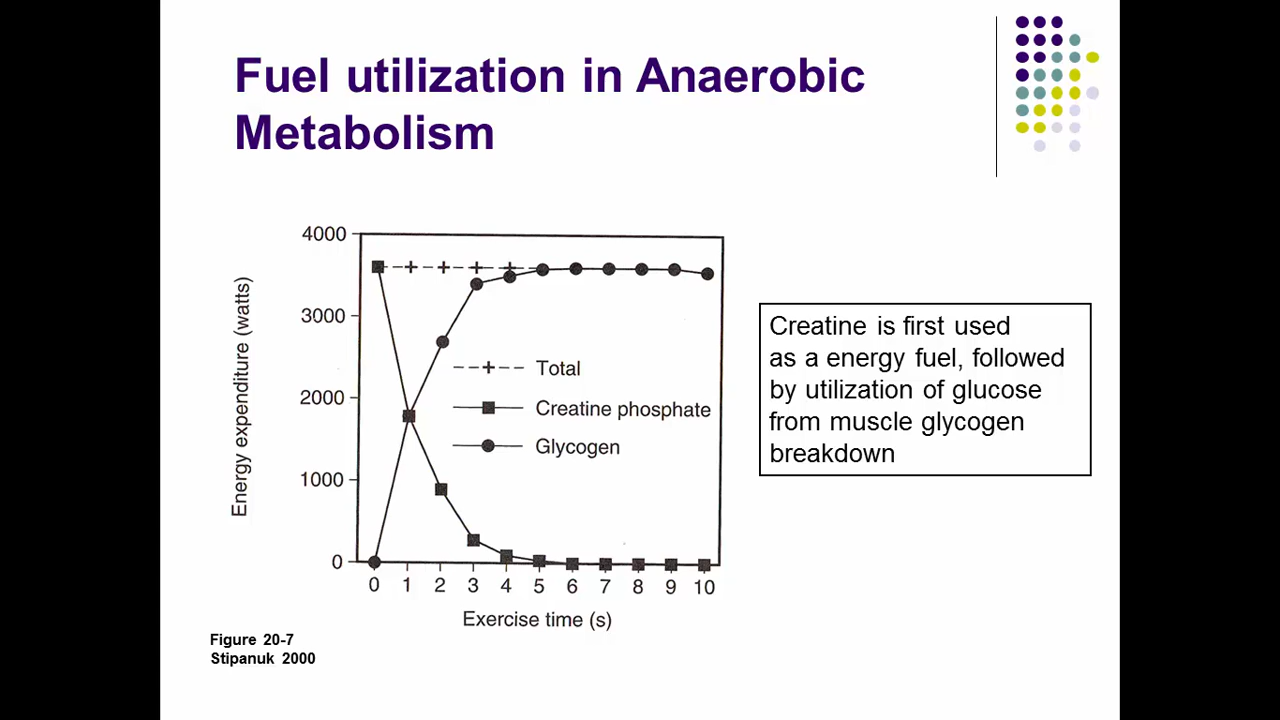 Fuel utilization in Anaerobic
Metabolism
4000
3000
2000
1000
0
Energy expenditure (watts)
Total
Creatine phosphate
Glycogen
0 1 2 3 4 5 6 7 8 9 10
Exercise time (s)
Creatine is first used
as a energy fuel, followed
by utilization of glucose
from muscle glycogen
breakdown
Figure 20-7
Stipanuk 2000